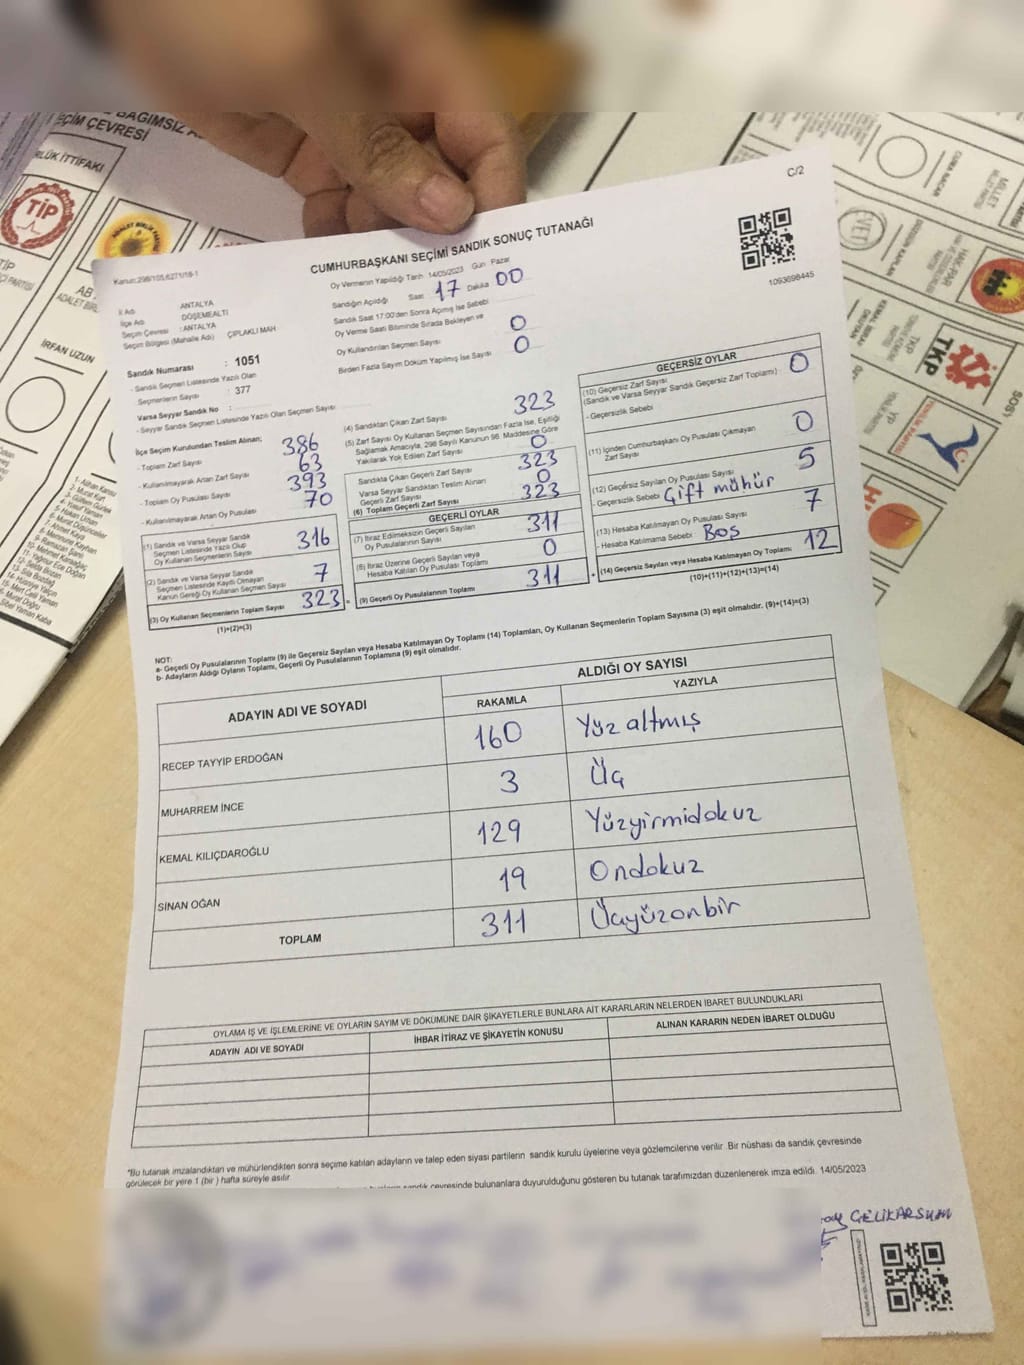 BAĞIMSIZ
SEÇİM ÇEVRESİ
TİP
İRFAN UZUN
MİLLET
CUMA NACAR
EVET
HAK-PAR
TKP
C/2
Kanun:298/105,6271/18-1
CUMHURBAŞKANI SEÇİMİ SANDIK SONUÇ TUTANAĞI
1093698445
İl Adı ANTALYA
İlçe Adı DÖŞEMEALTI
Seçim Çevresi : ANTALYA
Seçim Bölgesi (Mahalle Adı) ÇIPLAKLI MAH
Sandık Numarası : 1051
- Sandık Seçmen Listesinde Yazılı Olan
Seçmenlerin Sayısı : 377
Varsa Seyyar Sandık No :
- Seyyar Sandık Seçmen Listesinde Yazılı Olan Seçmen Sayısı :
Oy Vermenin Yapıldığı Tarih 14/05/2023 Gün Pazar
Sandığın Açıldığı Saat 17 Dakika 00
Sandık Saat 17:00'den Sonra Açılmış İse Sebebi
Oy Verme Saati Bitiminde Sırada Bekleyen ve
Oy Kullandırılan Seçmen Sayısı 0
Birden Fazla Sayım Döküm Yapılmış İse Sayısı 0
İlçe Seçim Kurulundan Teslim Alınan;
- Toplam Zarf Sayısı 386
- Kullanılmayarak Artan Zarf Sayısı 63
- Toplam Oy Pusulası Sayısı 393
- Kullanılmayarak Artan Oy Pusulası 70
(1) Sandık ve Varsa Seyyar Sandık
Seçmen Listesinde Yazılı Olup
Oy Kullanan Seçmenlerin Sayısı 316
(2) Sandık ve Varsa Seyyar Sandık
Seçmen Listesinde Kayıtlı Olmayan
Kanun Gereği Oy Kullanan Seçmen Sayısı 7
(3) Oy Kullanan Seçmenlerin Toplam Sayısı 323
(1)+(2)=(3)
(4) Sandıktan Çıkan Zarf Sayısı 323
(5) Zarf Sayısı Oy Kullanan Seçmen Sayısından Fazla İse, Eşitliği
Sağlamak Amacıyla, 298 Sayılı Kanunun 98. Maddesine Göre
Yakılarak Yok Edilen Zarf Sayısı 0
Sandıkta Çıkan Geçerli Zarf Sayısı 323
Varsa Seyyar Sandıktan Teslim Alınan
Geçerli Zarf Sayısı 0
(6) Toplam Geçerli Zarf Sayısı 323
GEÇERLİ OYLAR
(7) İtiraz Edilmeksizin Geçerli Sayılan
Oy Pusulalarının Sayısı 311
(8) İtiraz Üzerine Geçerli Sayılan veya
Hesaba Katılan Oy Pusulası Toplamı 0
= (9) Geçerli Oy Pusulalarının Toplamı 311
GEÇERSİZ OYLAR
(10) Geçersiz Zarf Sayısı
(Sandık ve Varsa Seyyar Sandık Geçersiz Zarf Toplamı) : 0
- Geçersizlik Sebebi
(11) İçinden Cumhurbaşkanı Oy Pusulası Çıkmayan
Zarf Sayısı 0
(12) Geçersiz Sayılan Oy Pusulası Sayısı 5
- Geçersizlik Sebebi Çift mühür
(13) Hesaba Katılmayan Oy Pusulası Sayısı 7
- Hesaba Katılmama Sebebi : Boş
+ (14) Geçersiz Sayılan veya Hesaba Katılmayan Oy Toplamı 12
(10)+(11)+(12)+(13)=(14)
NOT:
a- Geçerli Oy Pusulalarının Toplamı (9) ile Geçersiz Sayılan veya Hesaba Katılmayan Oy Toplamı (14) Toplamları, Oy Kullanan Seçmenlerin Toplam Sayısına (3) eşit olmalıdır. (9)+(14)=(3)
b- Adayların Aldığı Oyların Toplamı, Geçerli Oy Pusulalarının Toplamına (9) eşit olmalıdır.
ADAYIN ADI VE SOYADI
ALDIĞI OY SAYISI
RAKAMLA YAZIYLA
RECEP TAYYİP ERDOĞAN 160 Yüz altmış
MUHARREM İNCE 3 Üç
KEMAL KILIÇDAROĞLU 129 Yüzyirmidokuz
SİNAN OĞAN 19 Ondokuz
TOPLAM 311 Üçyüzonbir
OYLAMA İŞ VE İŞLEMLERİNE VE OYLARIN SAYIM VE DÖKÜMÜNE DAİR ŞİKAYETLERLE BUNLARA AİT KARARLARIN NELERDEN İBARET BULUNDUKLARI
ADAYIN ADI VE SOYADI İHBAR İTİRAZ VE ŞİKAYETİN KONUSU ALINAN KARARIN NEDEN İBARET OLDUĞU
*Bu tutanak imzalandıktan ve mühürlendikten sonra seçime katılan adayların ve talep eden siyasi partilerin sandık kurulu üyelerine veya gözlemcilerine verilir. Bir nüshası da sandık çevresinde
görülecek bir yere 1 (bir) hafta süreyle asılır.
sandık çevresinde bulunanlara duyurulduğunu gösteren bu tutanak tarafımızdan düzenlenerek imza edildi. 14/05/2023
ÇELİKARSLAN